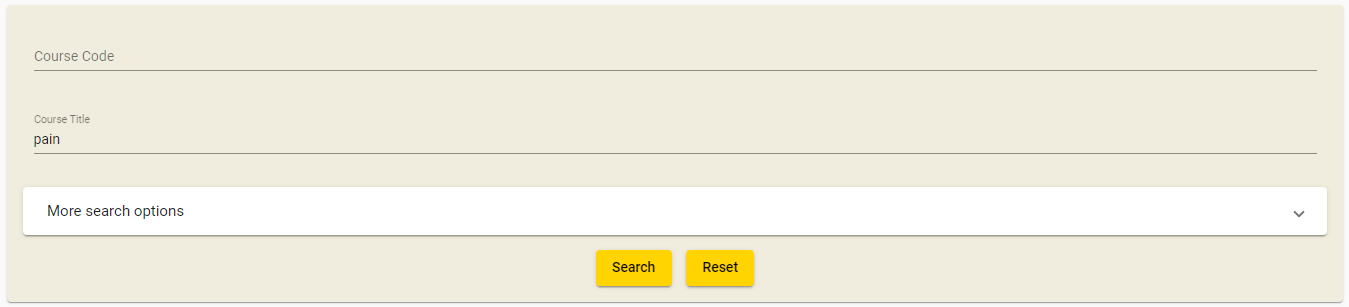 Course Code
Course Title
pain
More search options
Search Reset